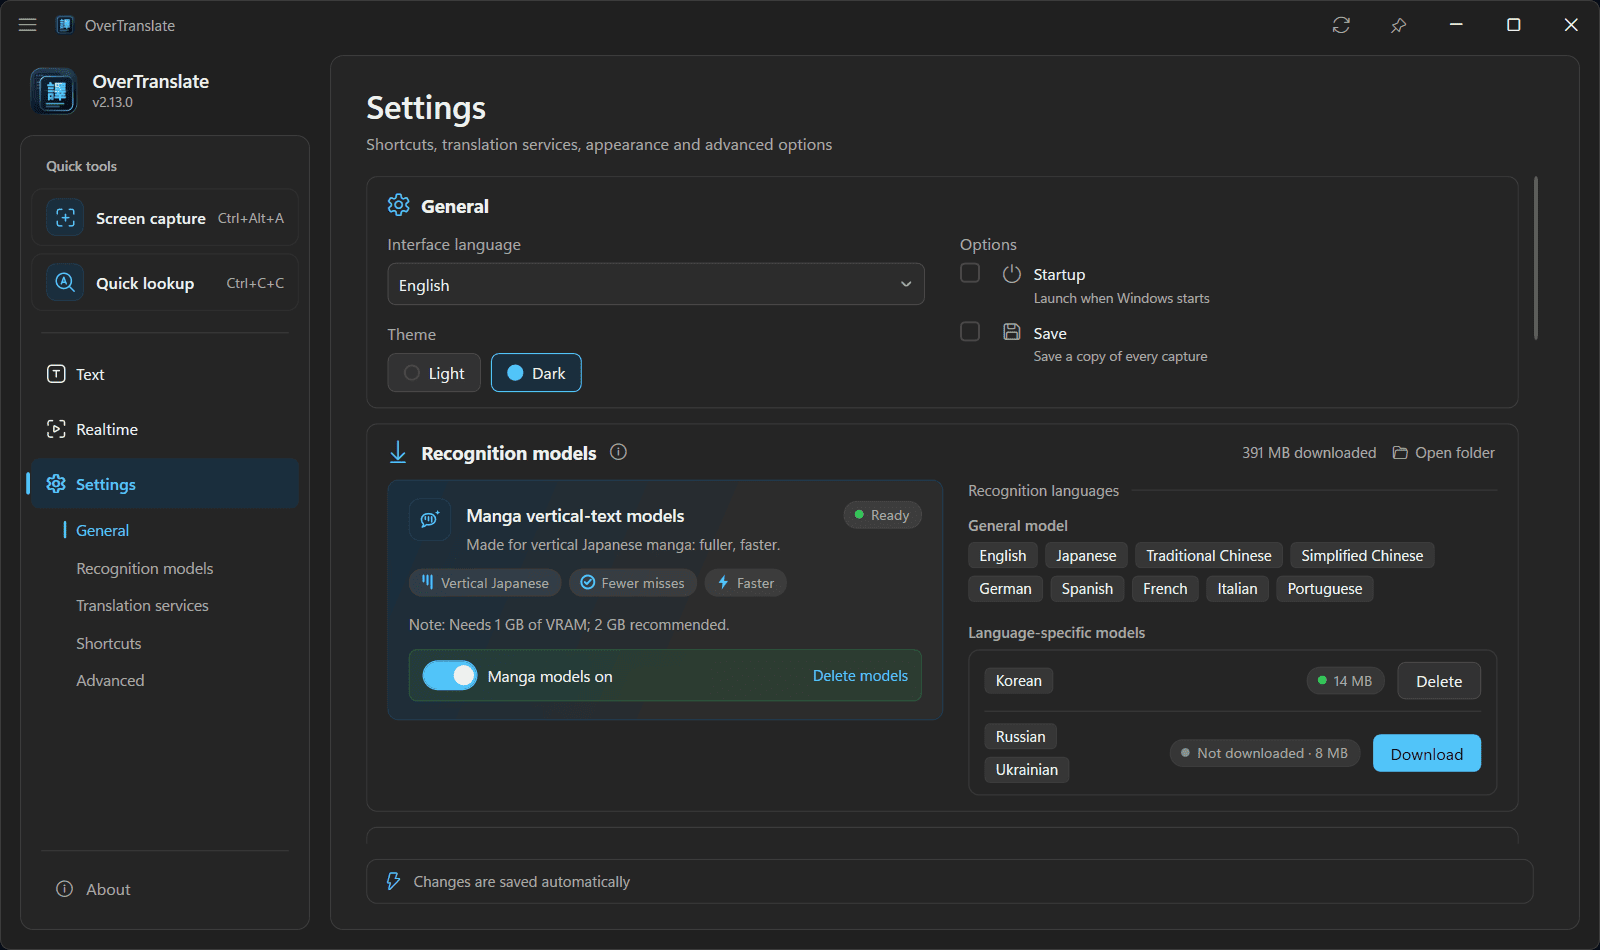 OverTranslate
OverTranslate
v2.13.0
Quick tools
Screen capture Ctrl+Alt+A
Quick lookup Ctrl+C+C
Text
Realtime
Settings
General
Recognition models
Translation services
Shortcuts
Advanced
About
Settings
Shortcuts, translation services, appearance and advanced options
General
Interface language
English
Theme
Light
Dark
Options
Startup
Launch when Windows starts
Save
Save a copy of every capture
Recognition models
391 MB downloaded
Open folder
Manga vertical-text models
Ready
Made for vertical Japanese manga: fuller, faster.
Vertical Japanese
Fewer misses
Faster
Note: Needs 1 GB of VRAM; 2 GB recommended.
Manga models on
Delete models
Recognition languages
General model
English Japanese Traditional Chinese Simplified Chinese
German Spanish French Italian Portuguese
Language-specific models
Korean
14 MB
Delete
Russian
Ukrainian
Not downloaded · 8 MB
Download
Changes are saved automatically
譯